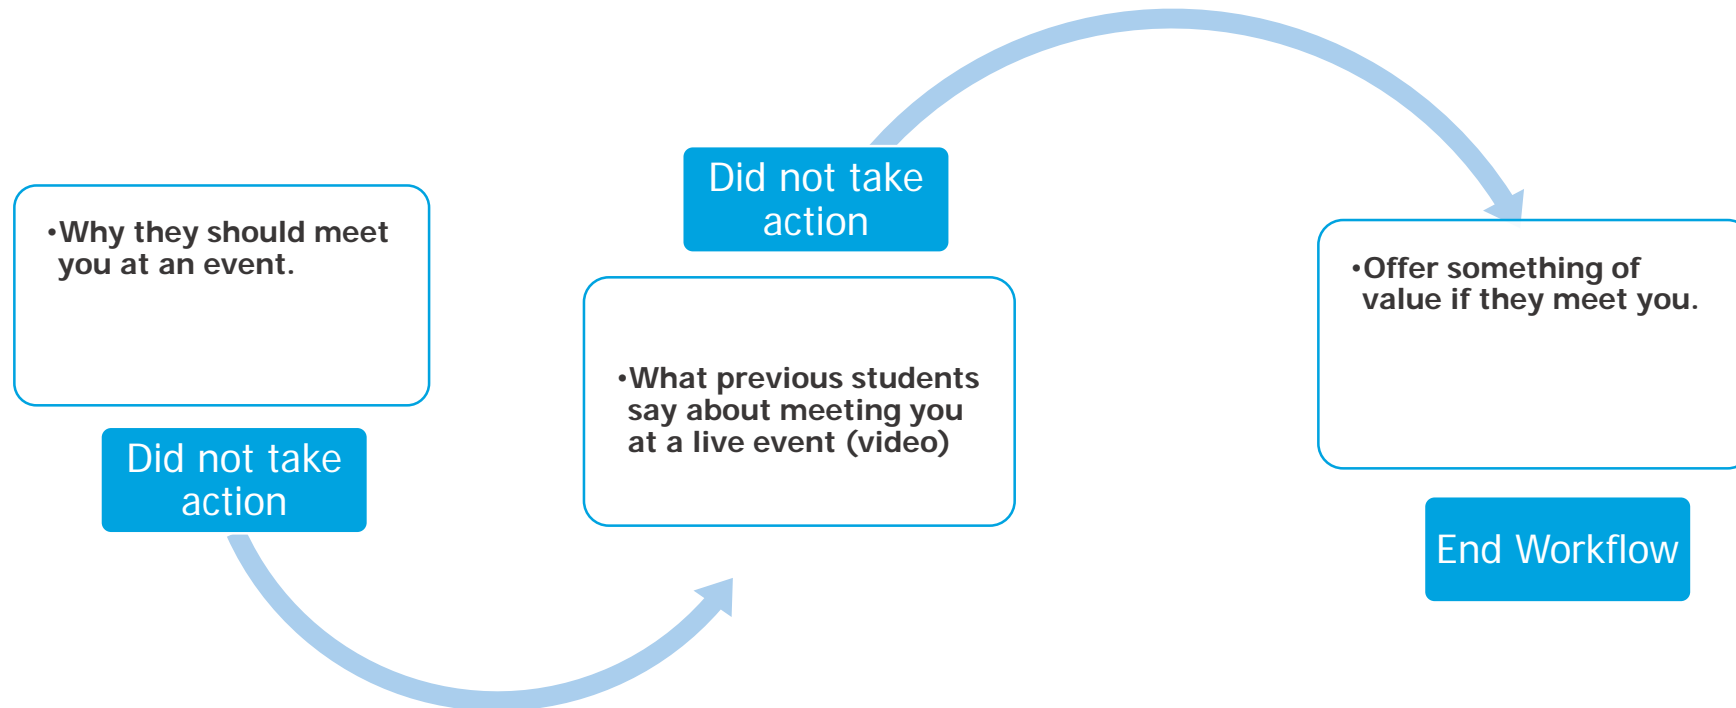 •Why they should meet
you at an event.
Did not take
action
Did not take
action
•What previous students
say about meeting you
at a live event (video)
•Offer something of
value if they meet you.
End Workflow